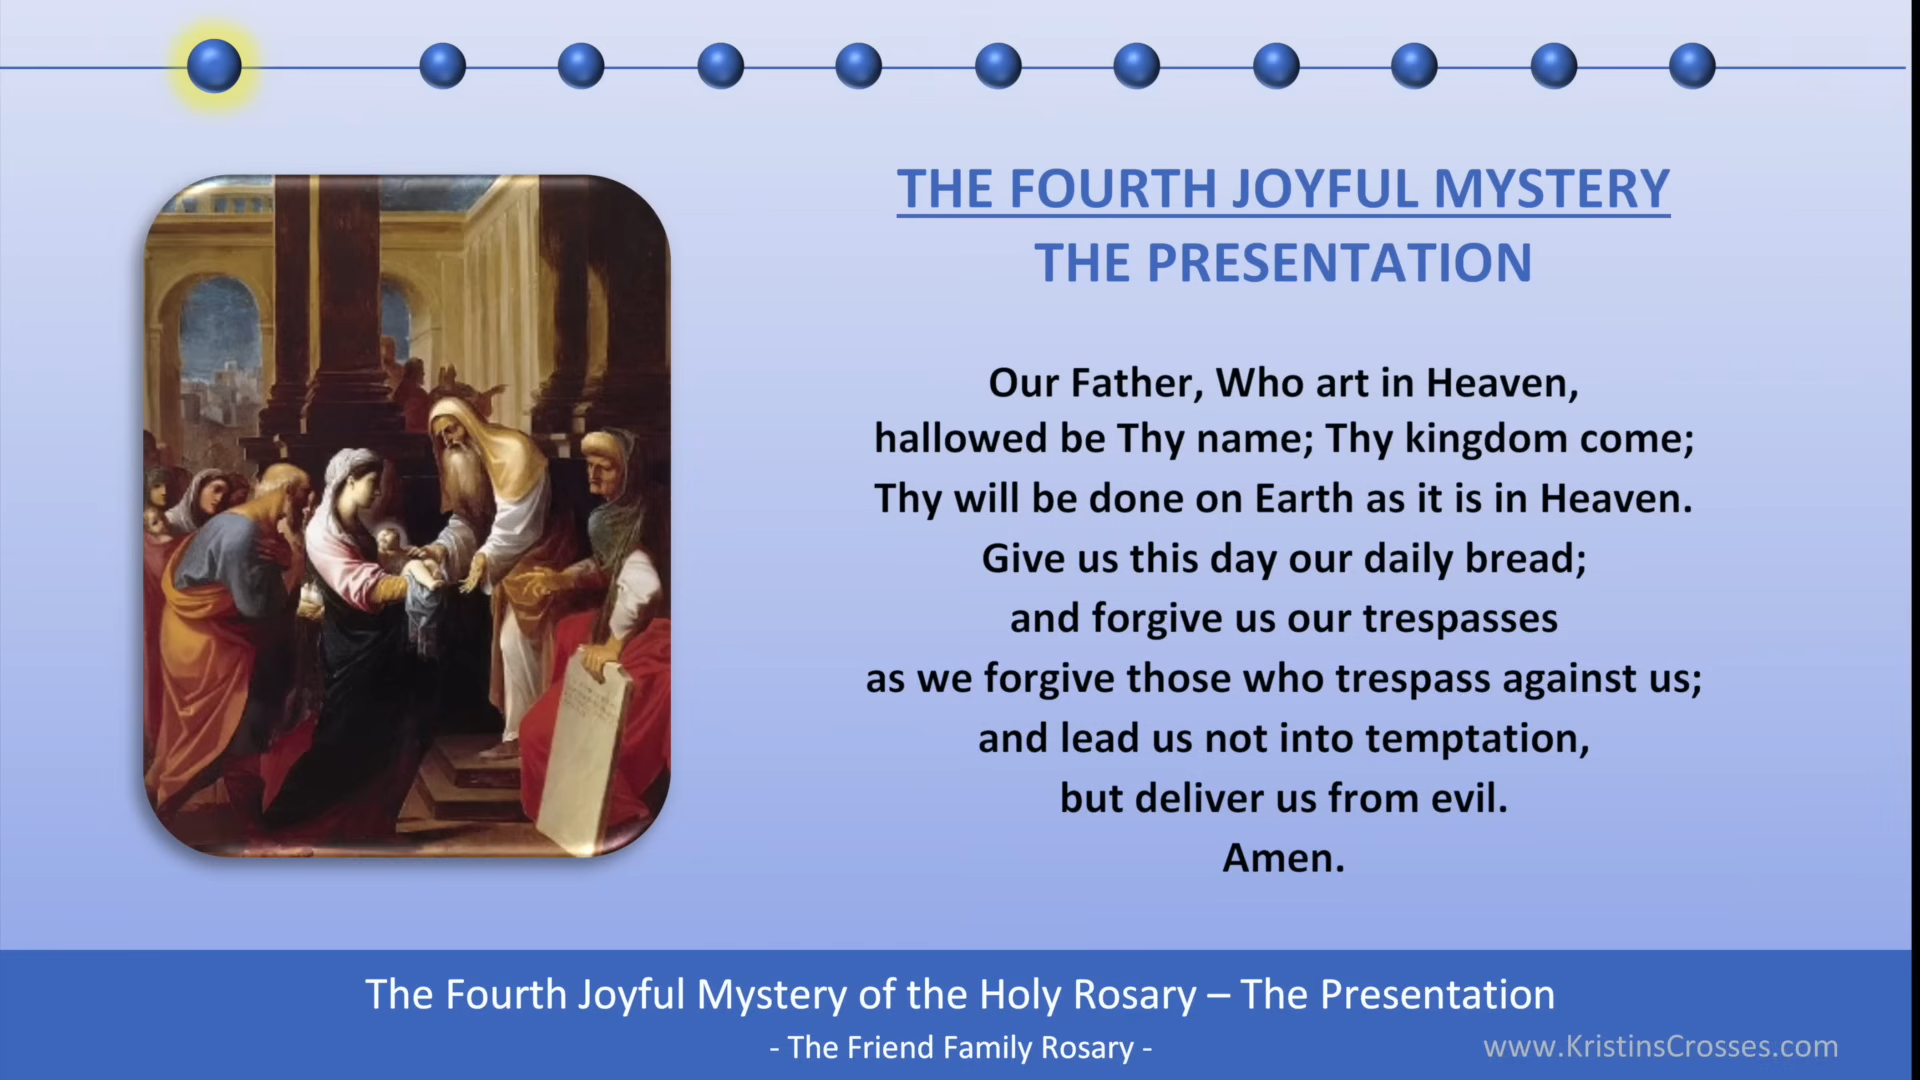 THE FOURTH JOYFUL MYSTERY
THE PRESENTATION
Our Father, Who art in Heaven,
hallowed be Thy name; Thy kingdom come;
Thy will be done on Earth as it is in Heaven.
Give us this day our daily bread;
and forgive us our trespasses
as we forgive those who trespass against us;
and lead us not into temptation,
but deliver us from evil.
Amen.
The Fourth Joyful Mystery of the Holy Rosary – The Presentation
- The Friend Family Rosary -
www.KristinsCrosses.com